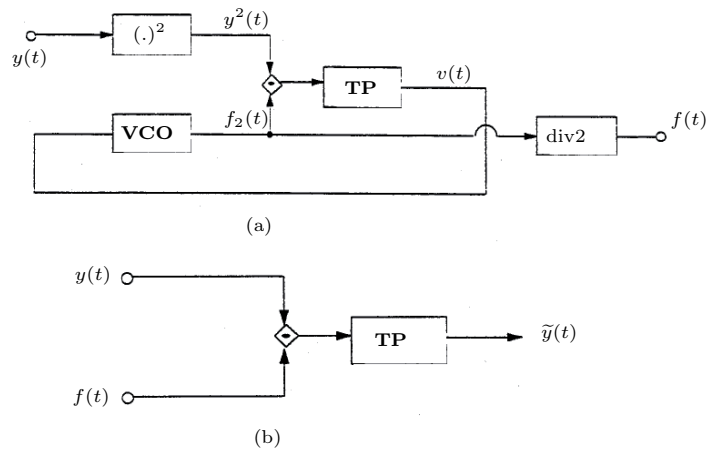 y²(t)
(.)²
y(t)
v(t)
TP
f₂(t)
f(t)
VCO
div2
(a)
y(t)
ỹ(t)
TP
f(t)
(b)